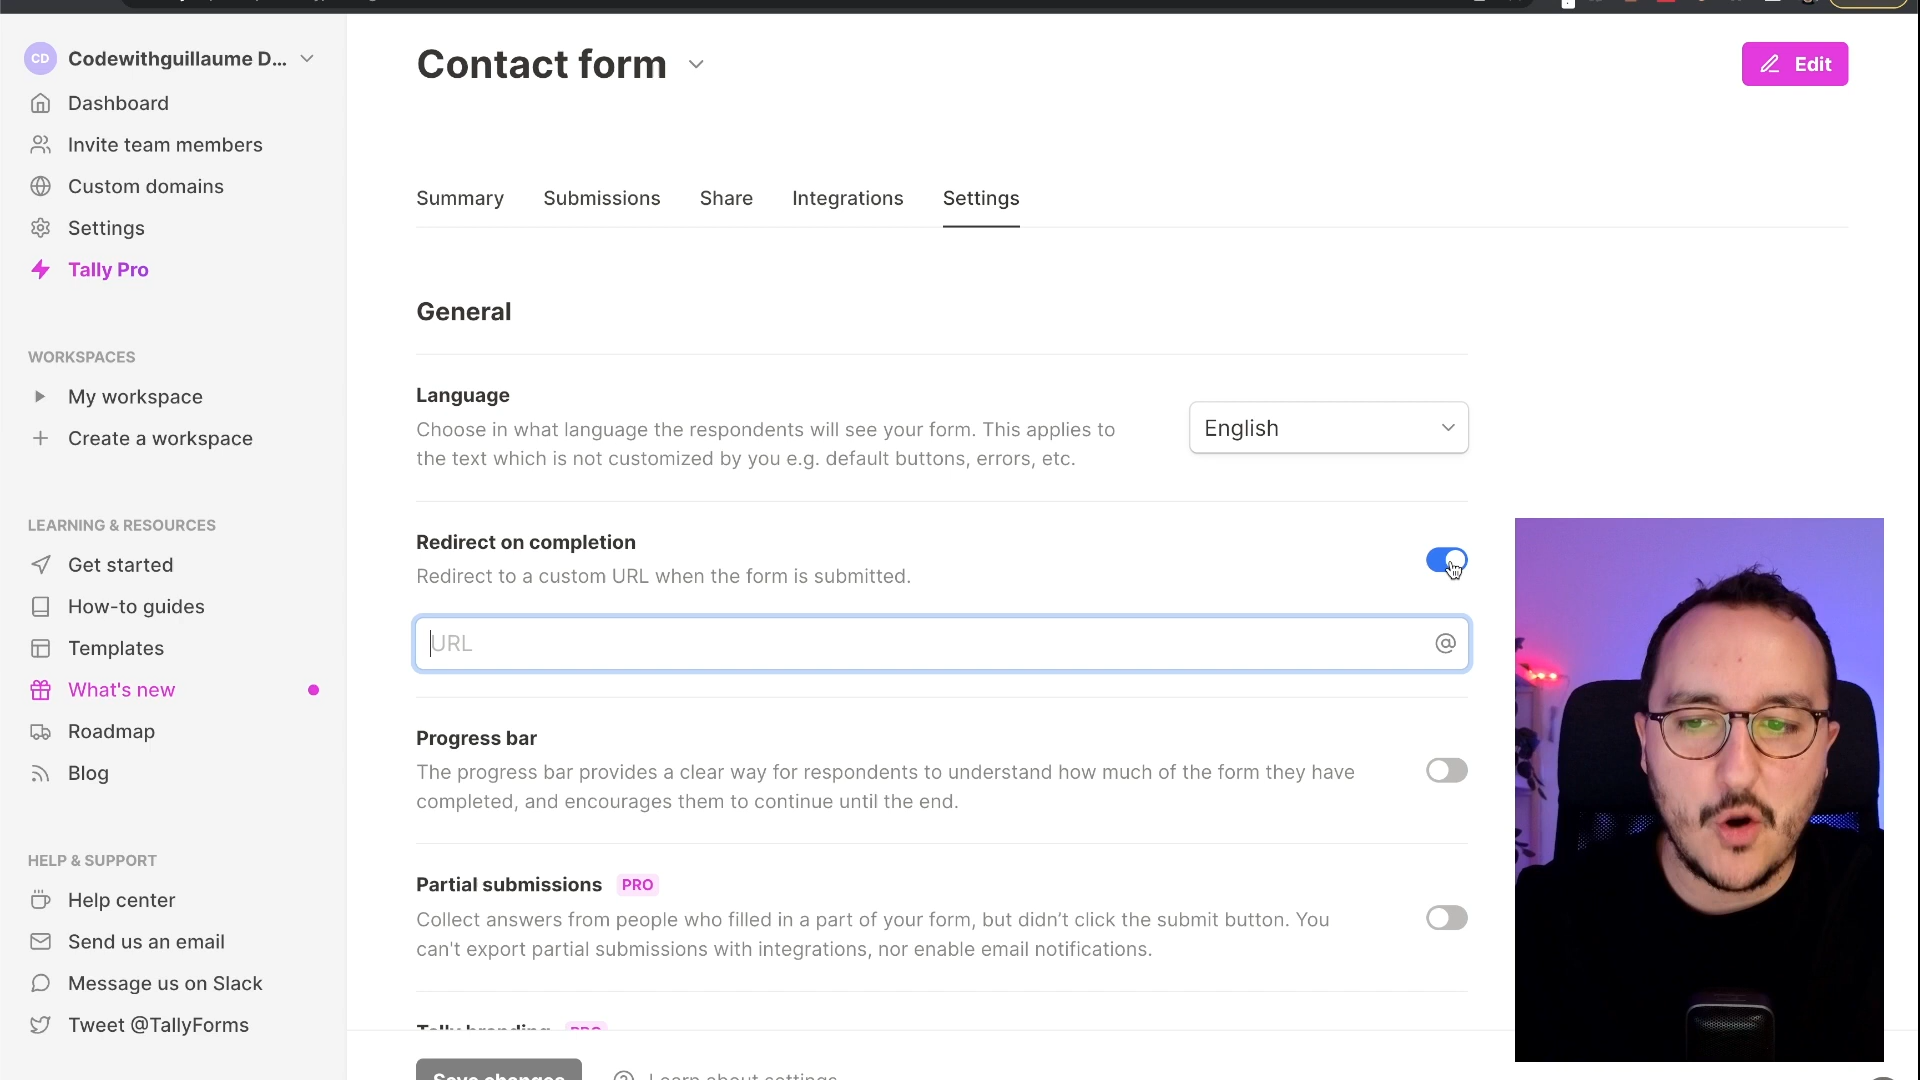 CD Codewithguillaume D...
Dashboard
Invite team members
Custom domains
Settings
Tally Pro
WORKSPACES
My workspace
Create a workspace
LEARNING & RESOURCES
Get started
How-to guides
Templates
What's new
Roadmap
Blog
HELP & SUPPORT
Help center
Send us an email
Message us on Slack
Tweet @TallyForms
Contact form
Edit
Summary Submissions Share Integrations Settings
General
Language
Choose in what language the respondents will see your form. This applies to
the text which is not customized by you e.g. default buttons, errors, etc.
English
Redirect on completion
Redirect to a custom URL when the form is submitted.
URL @
Progress bar
The progress bar provides a clear way for respondents to understand how much of the form they have
completed, and encourages them to continue until the end.
Partial submissions PRO
Collect answers from people who filled in a part of your form, but didn’t click the submit button. You
can't export partial submissions with integrations, nor enable email notifications.
Tally branding PRO
Save changes Learn about settings